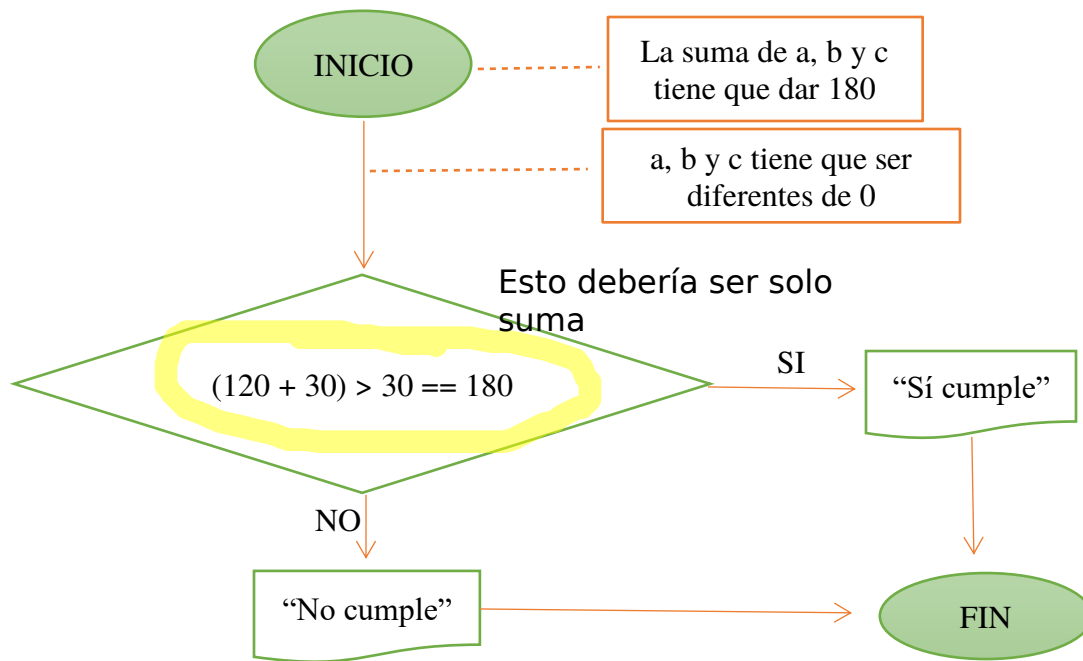 INICIO
La suma de a, b y c
tiene que dar 180
a, b y c tiene que ser
diferentes de 0
Esto debería ser solo
suma
(120 + 30) > 30 == 180
SI
“Sí cumple”
NO
“No cumple”
FIN